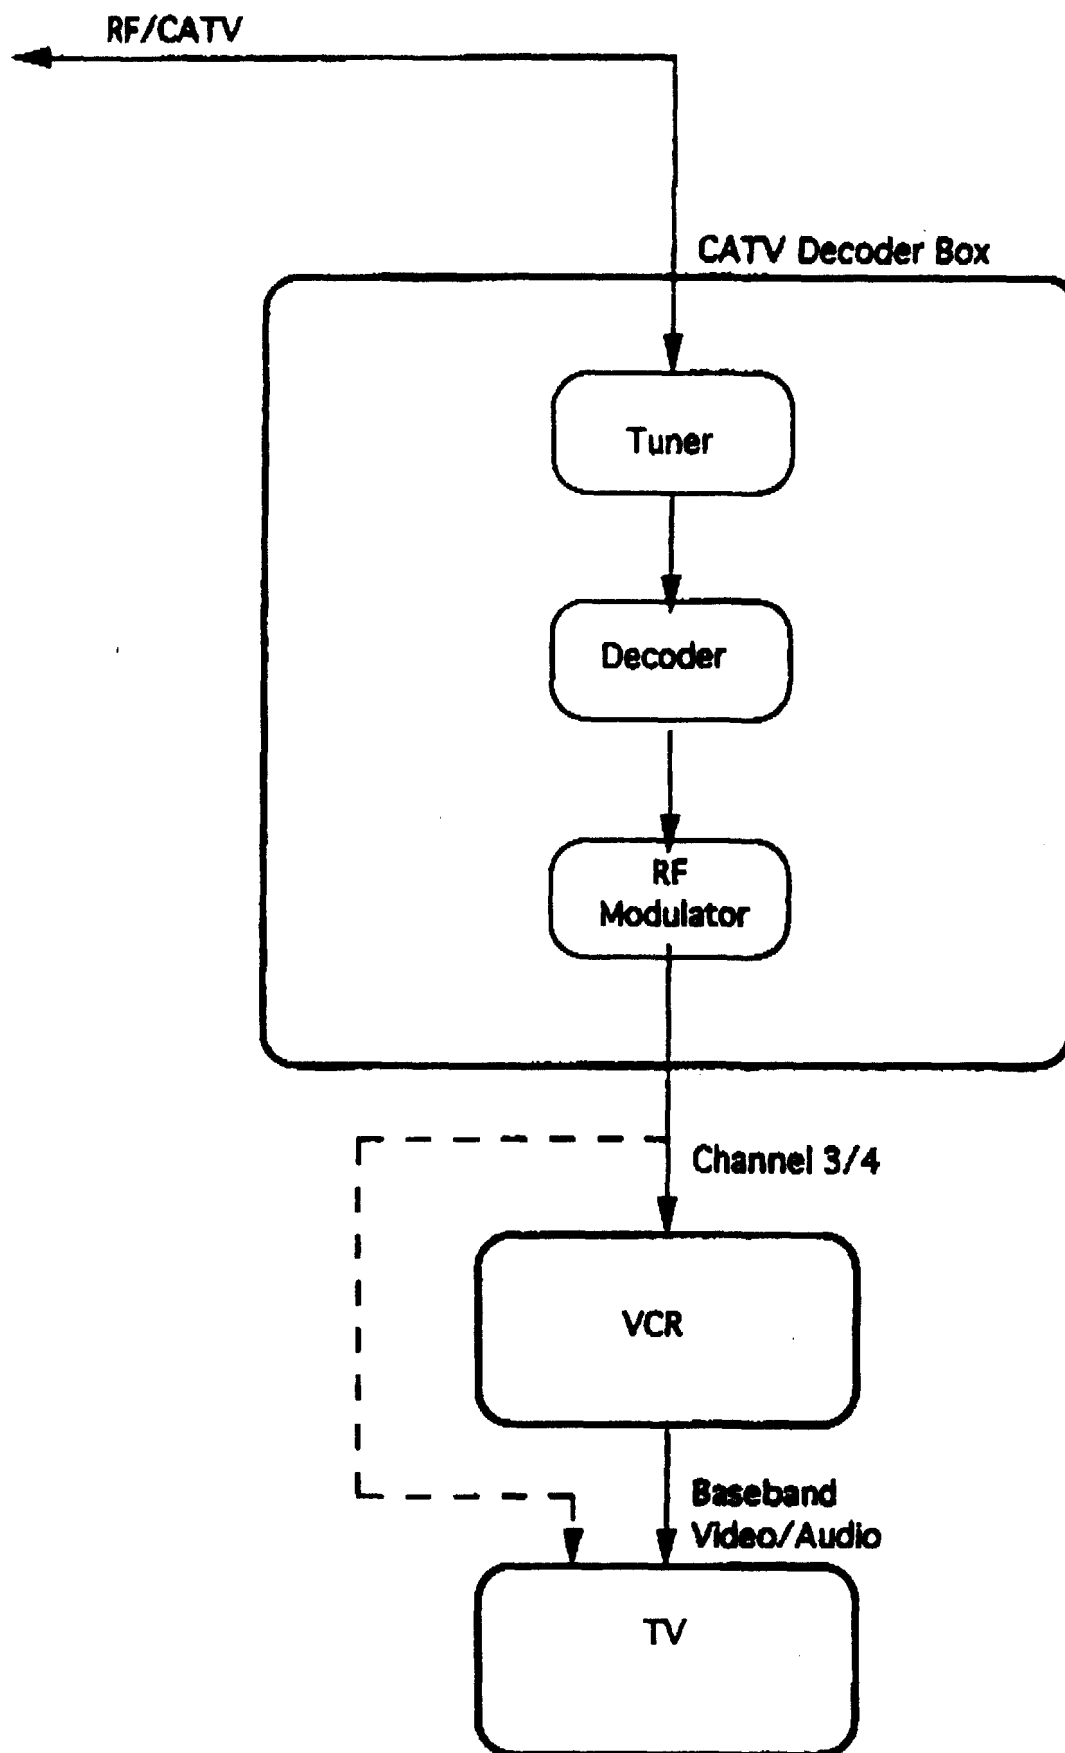 RF/CATV
CATV Decoder Box
Tuner
Decoder
RF
Modulator
Channel 3/4
VCR
Baseband
Video/Audio
TV